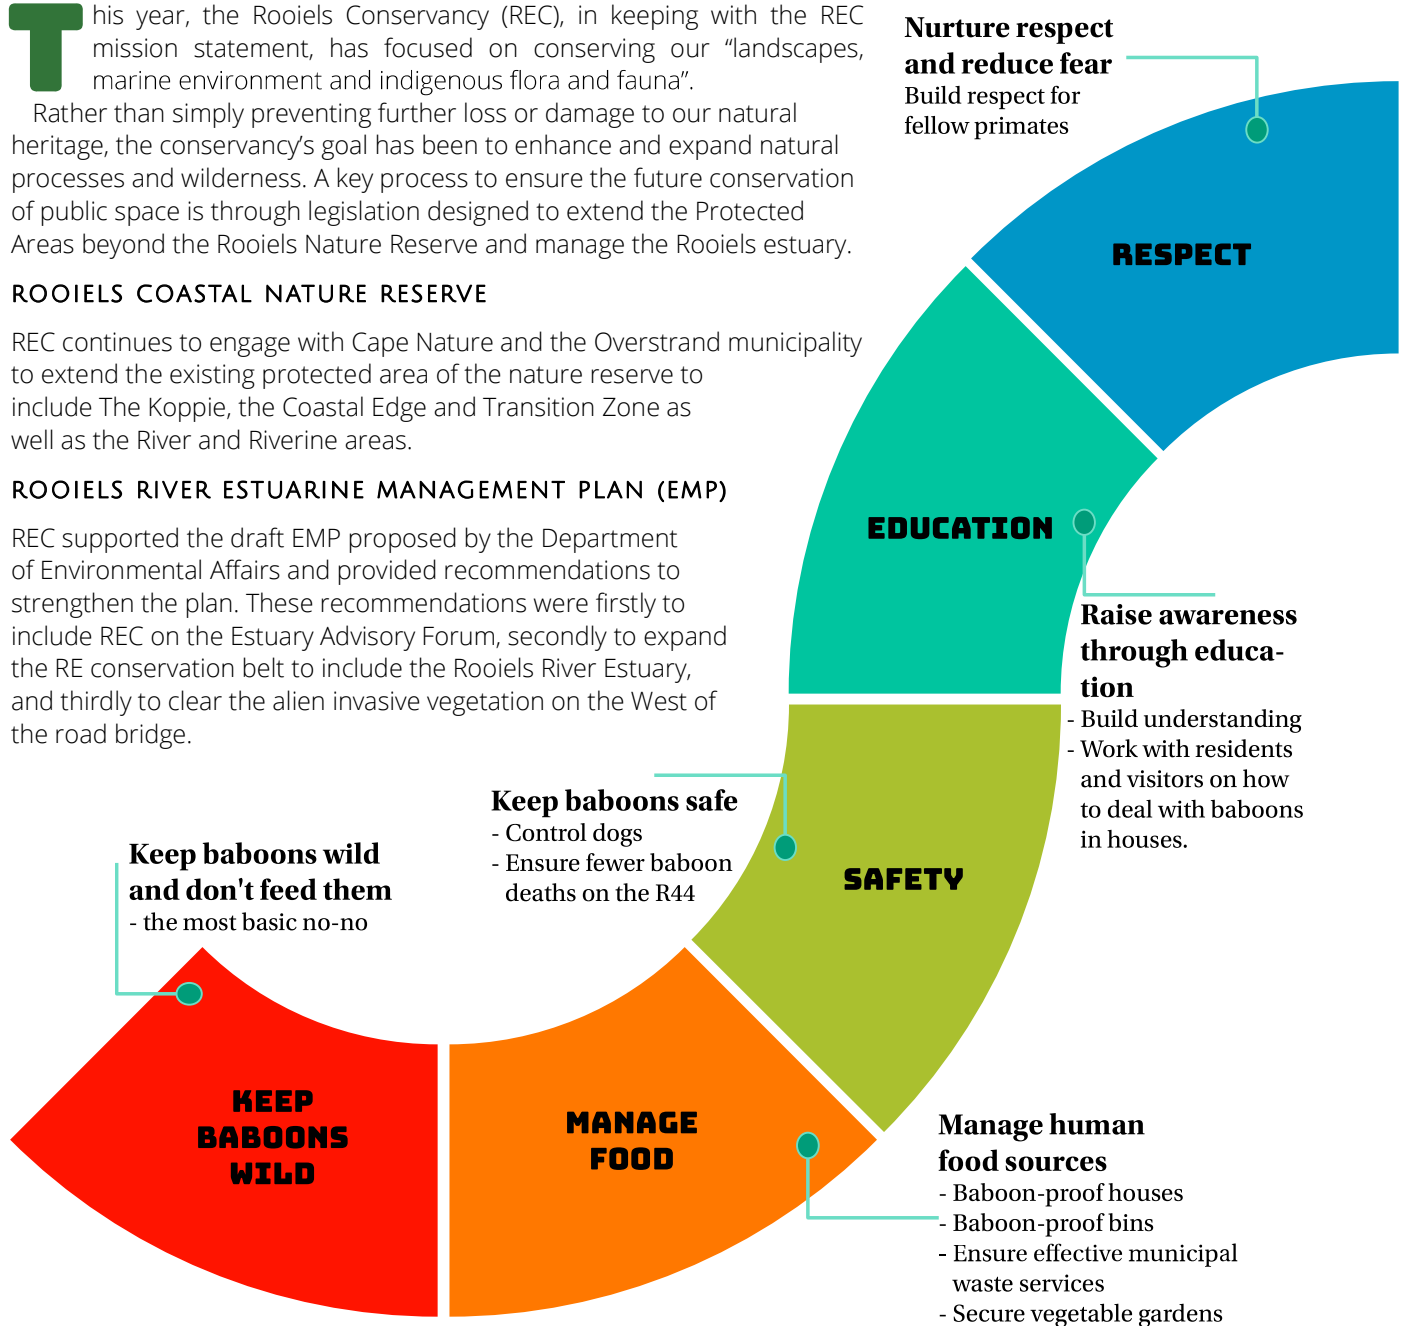 This year, the Rooiels Conservancy (REC), in keeping with the REC
mission statement, has focused on conserving our “landscapes,
marine environment and indigenous flora and fauna”.
Rather than simply preventing further loss or damage to our natural
heritage, the conservancy’s goal has been to enhance and expand natural
processes and wilderness. A key process to ensure the future conservation
of public space is through legislation designed to extend the Protected
Areas beyond the Rooiels Nature Reserve and manage the Rooiels estuary.
ROOIELS COASTAL NATURE RESERVE
REC continues to engage with Cape Nature and the Overstrand municipality
to extend the existing protected area of the nature reserve to
include The Koppie, the Coastal Edge and Transition Zone as
well as the River and Riverine areas.
ROOIELS RIVER ESTUARINE MANAGEMENT PLAN (EMP)
REC supported the draft EMP proposed by the Department
of Environmental Affairs and provided recommendations to
strengthen the plan. These recommendations were firstly to
include REC on the Estuary Advisory Forum, secondly to expand
the RE conservation belt to include the Rooiels River Estuary,
and thirdly to clear the alien invasive vegetation on the West of
the road bridge.
Nurture respect
and reduce fear
Build respect for
fellow primates
RESPECT
EDUCATION
Raise awareness
through educa-
tion
- Build understanding
- Work with residents
and visitors on how
to deal with baboons
in houses.
Keep baboons safe
- Control dogs
- Ensure fewer baboon
deaths on the R44
SAFETY
Keep baboons wild
and don't feed them
- the most basic no-no
KEEP
BABOONS
WILD
MANAGE
FOOD
Manage human
food sources
- Baboon-proof houses
- Baboon-proof bins
- Ensure effective municipal
waste services
- Secure vegetable gardens